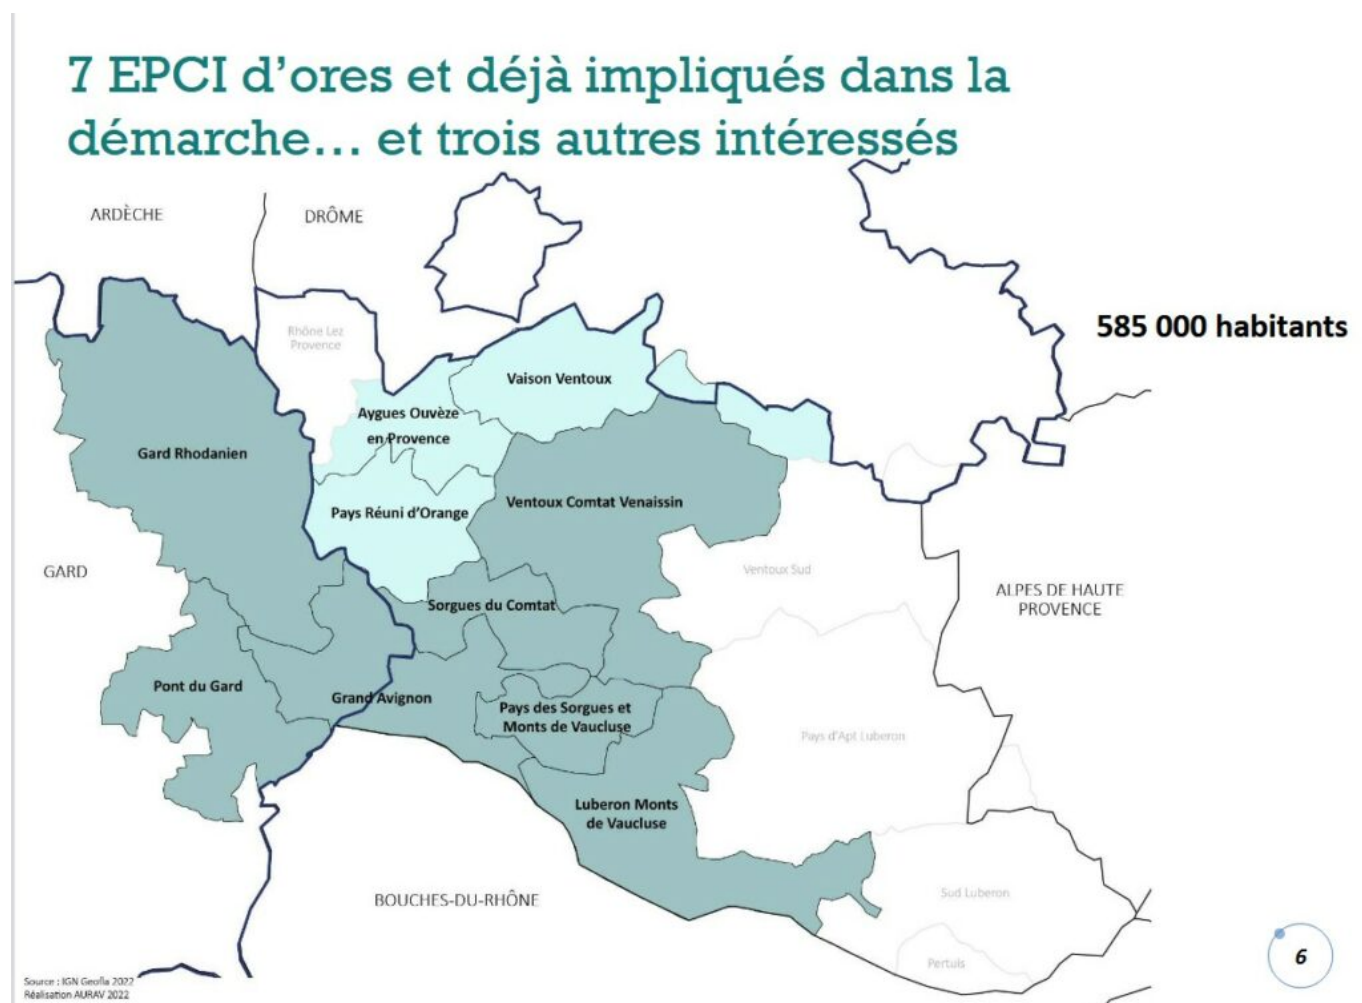 7 EPCI d'ores et déjà impliqués dans la
démarche... et trois autres intéressés
ARDÈCHE
DRÔME
Rhône Lez
Provence
585 000 habitants
Vaison Ventoux
Aygues Ouvèze
en Provence
Gard Rhodanien
Ventoux Comtat Venaissin
Pays Réuni d'Orange
GARD
Ventoux Sud
ALPES DE HAUTE
PROVENCE
Sorgues du Comtat
Pont du Gard
Grand Avignon
Pays des Sorgues et
Monts de Vaucluse
Pays d'Apt Luberon
Luberon Monts
de Vaucluse
BOUCHES-DU-RHÔNE
Sud Luberon
Pertuis
6
Source : IGN Geofla 2022
Réalisation AURAV 2022